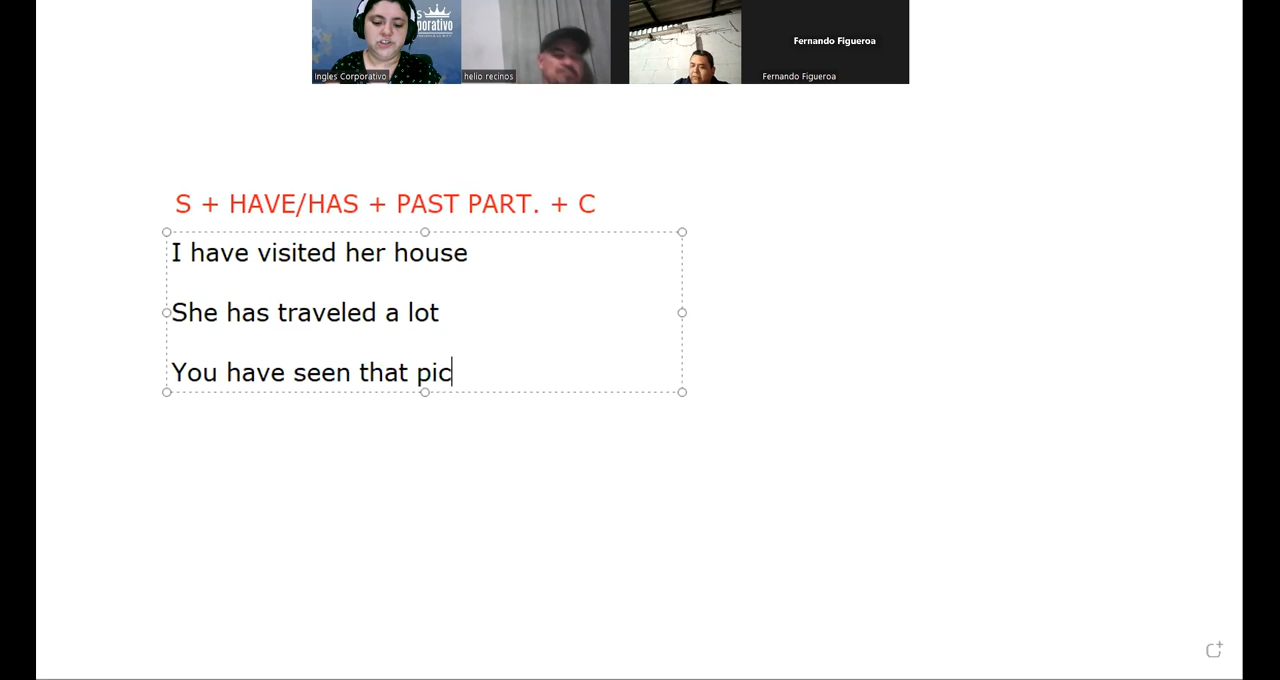 porativo
Fernando Figueroa
Ingles Corporativo
helio recinos
Fernando Figueroa
S + HAVE/HAS + PAST PART. + C
I have visited her house
She has traveled a lot
You have seen that pic